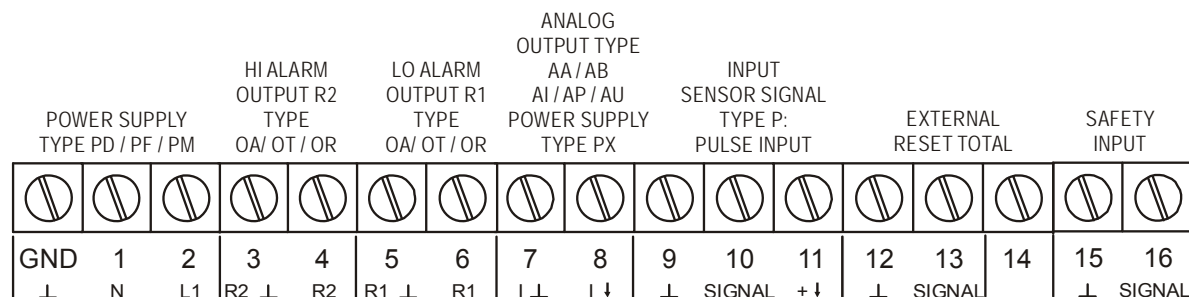 POWER SUPPLY
TYPE PD / PF / PM
HI ALARM
OUTPUT R2
TYPE
OA/ OT / OR
LO ALARM
OUTPUT R1
TYPE
OA/ OT / OR
ANALOG
OUTPUT TYPE
AA / AB
AI / AP / AU
POWER SUPPLY
TYPE PX
INPUT
SENSOR SIGNAL
TYPE P:
PULSE INPUT
EXTERNAL
RESET TOTAL
SAFETY
INPUT
GND 1 2 3 4 5 6 7 8 9 10 11 12 13 14 15 16
⊥ N L1 R2 ⊥ R2 R1 ⊥ R1 I ⊥ I ↓ ⊥ SIGNAL + ↓ ⊥ SIGNAL ⊥ SIGNAL